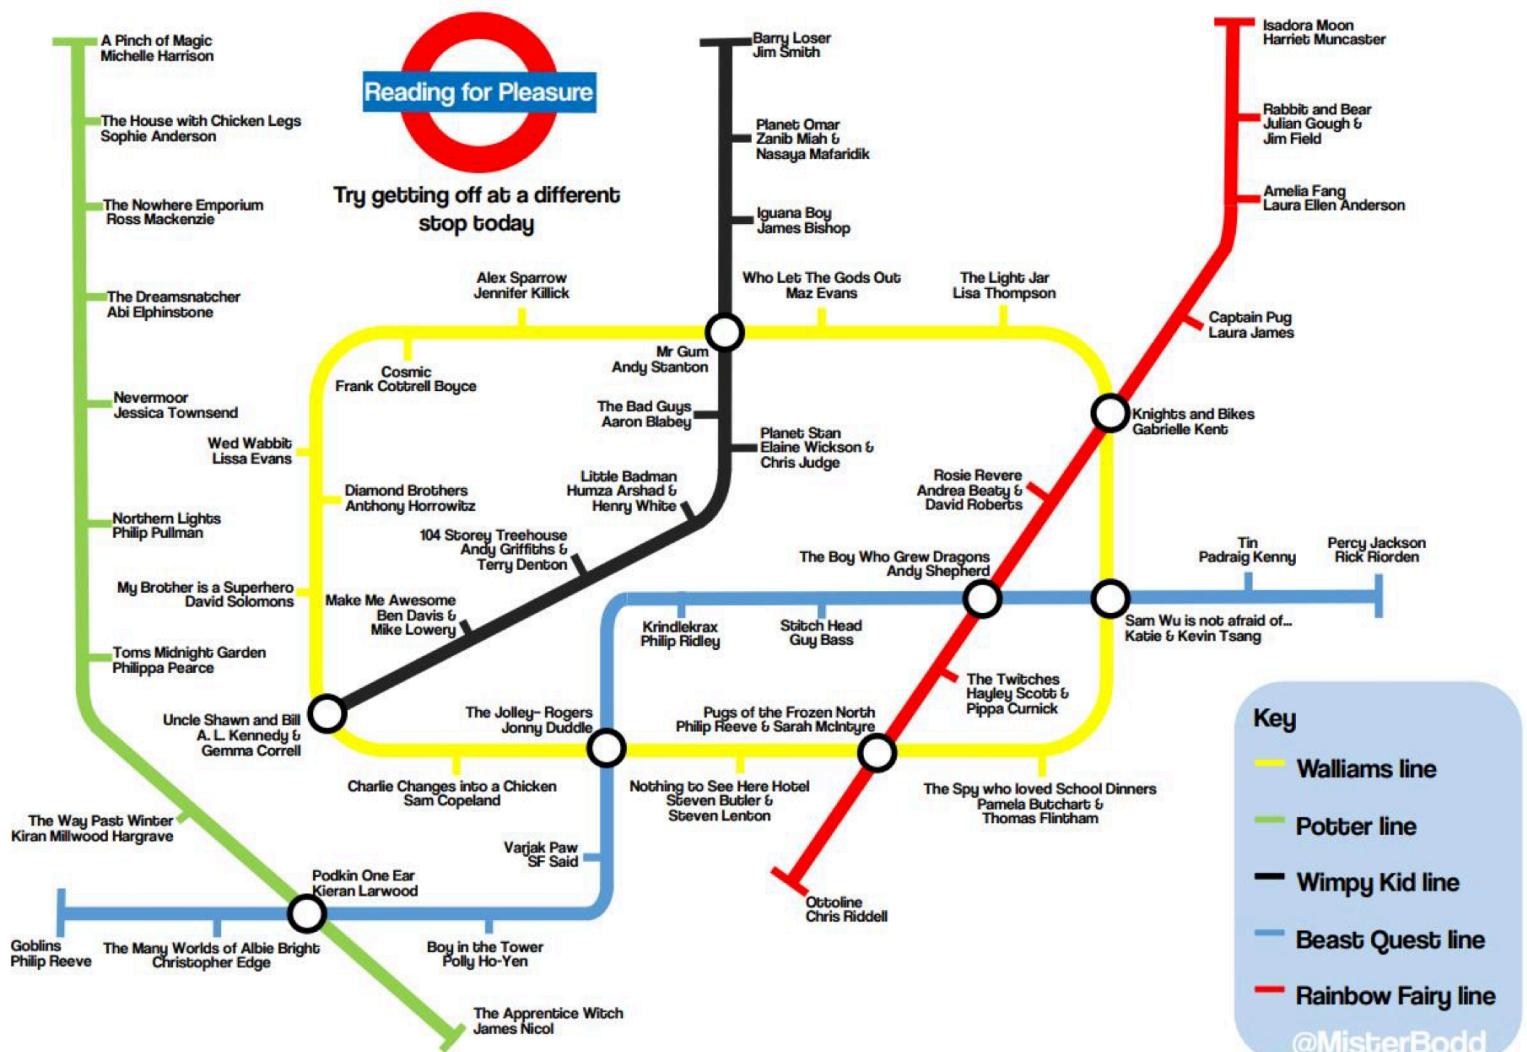 A Pinch of Magic
Michelle Harrison
The House with Chicken Legs
Sophie Anderson
The Nowhere Emporium
Ross Mackenzie
The Dreamsnatcher
Abi Elphinstone
Nevermoor
Jessica Townsend
Northern Lights
Philip Pullman
Toms Midnight Garden
Philippa Pearce
The Way Past Winter
Kiran Millwood Hargrave
Podkin One Ear
Kieran Larwood
The Apprentice Witch
James Nicol
Goblins
Philip Reeve
The Many Worlds of Albie Bright
Christopher Edge
Boy in the Tower
Polly Ho-Yen
Varjak Paw
SF Said
Reading for Pleasure
Try getting off at a different
stop today
Alex Sparrow
Jennifer Killick
Cosmic
Frank Cottrell Boyce
Wed Wabbit
Lissa Evans
Diamond Brothers
Anthony Horrowitz
My Brother is a Superhero
David Solomons
Uncle Shawn and Bill
A. L. Kennedy &
Gemma Correll
Charlie Changes into a Chicken
Sam Copeland
The Jolley- Rogers
Jonny Duddle
Nothing to See Here Hotel
Steven Butler &
Steven Lenton
Pugs of the Frozen North
Philip Reeve & Sarah McIntyre
The Spy who loved School Dinners
Pamela Butchart &
Thomas Flintham
Barry Loser
Jim Smith
Planet Omar
Zanib Miah &
Nasaya Mafaridik
Iguana Boy
James Bishop
Who Let The Gods Out
Maz Evans
The Light Jar
Lisa Thompson
Mr Gum
Andy Stanton
The Bad Guys
Aaron Blabey
Planet Stan
Elaine Wickson &
Chris Judge
Little Badman
Humza Arshad &
Henry White
104 Storey Treehouse
Andy Griffiths &
Terry Denton
Make Me Awesome
Ben Davis &
Mike Lowery
Krindlekrax
Philip Ridley
Stitch Head
Guy Bass
The Boy Who Grew Dragons
Andy Shepherd
Sam Wu is not afraid of...
Katie & Kevin Tsang
Tin
Padraig Kenny
Percy Jackson
Rick Riorden
Isadora Moon
Harriet Muncaster
Rabbit and Bear
Julian Gough &
Jim Field
Amelia Fang
Laura Ellen Anderson
Captain Pug
Laura James
Knights and Bikes
Gabrielle Kent
Rosie Revere
Andrea Beaty &
David Roberts
The Twitches
Hayley Scott &
Pippa Curnick
Ottoline
Chris Riddell
Key
Walliams line
Potter line
Wimpy Kid line
Beast Quest line
Rainbow Fairy line
@MisterBodd